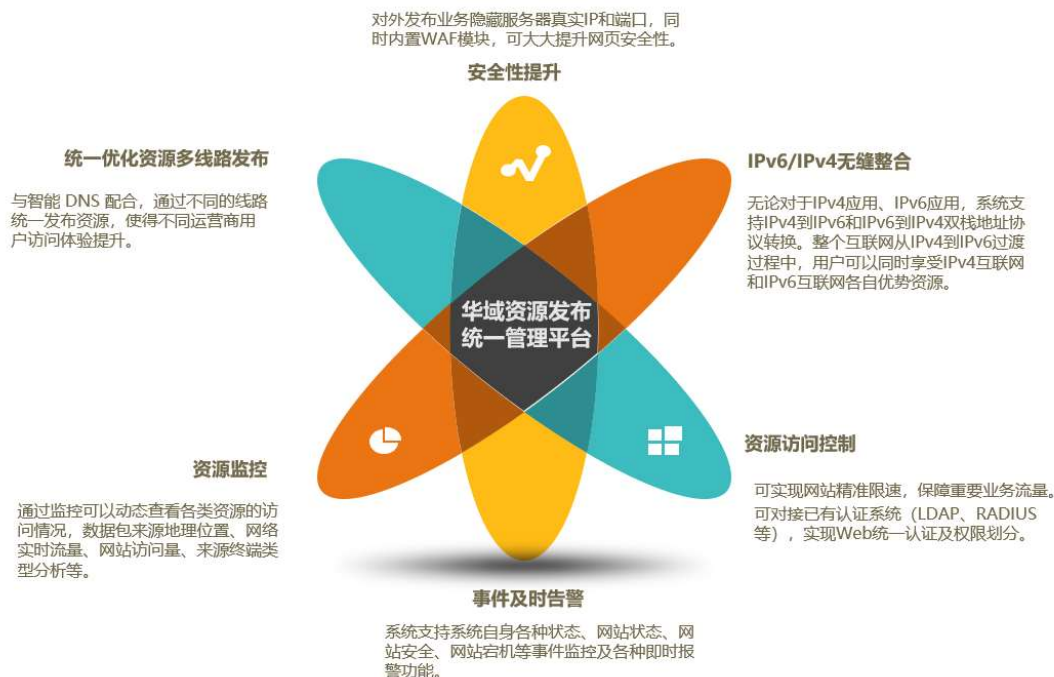 对外发布业务隐藏服务器真实IP和端口，同
时内置WAF模块，可大大提升网页安全性。
安全性提升
统一优化资源多线路发布
与智能 DNS 配合，通过不同的线路
统一发布资源，使得不同运营商用
户访问体验提升。
IPv6/IPv4无缝整合
无论对于IPv4应用、IPv6应用，系统支
持IPv4到IPv6和IPv6到IPv4双栈地址协
议转换。整个互联网从IPv4到IPv6过渡
过程中，用户可以同时享受IPv4互联网
和IPv6互联网各自优势资源。
华域资源发布
统一管理平台
资源监控
通过监控可以动态查看各类资源的访
问情况，数据包来源地理位置、网络
实时流量、网站访问量、来源终端类
型分析等。
资源访问控制
可实现网站精准限速，保障重要业务流量。
可对接已有认证系统（LDAP、RADIUS
等），实现Web统一认证及权限划分。
事件及时告警
系统支持系统自身各种状态、网站状态、网
站安全、网站宕机等事件监控及各种即时报
警功能。